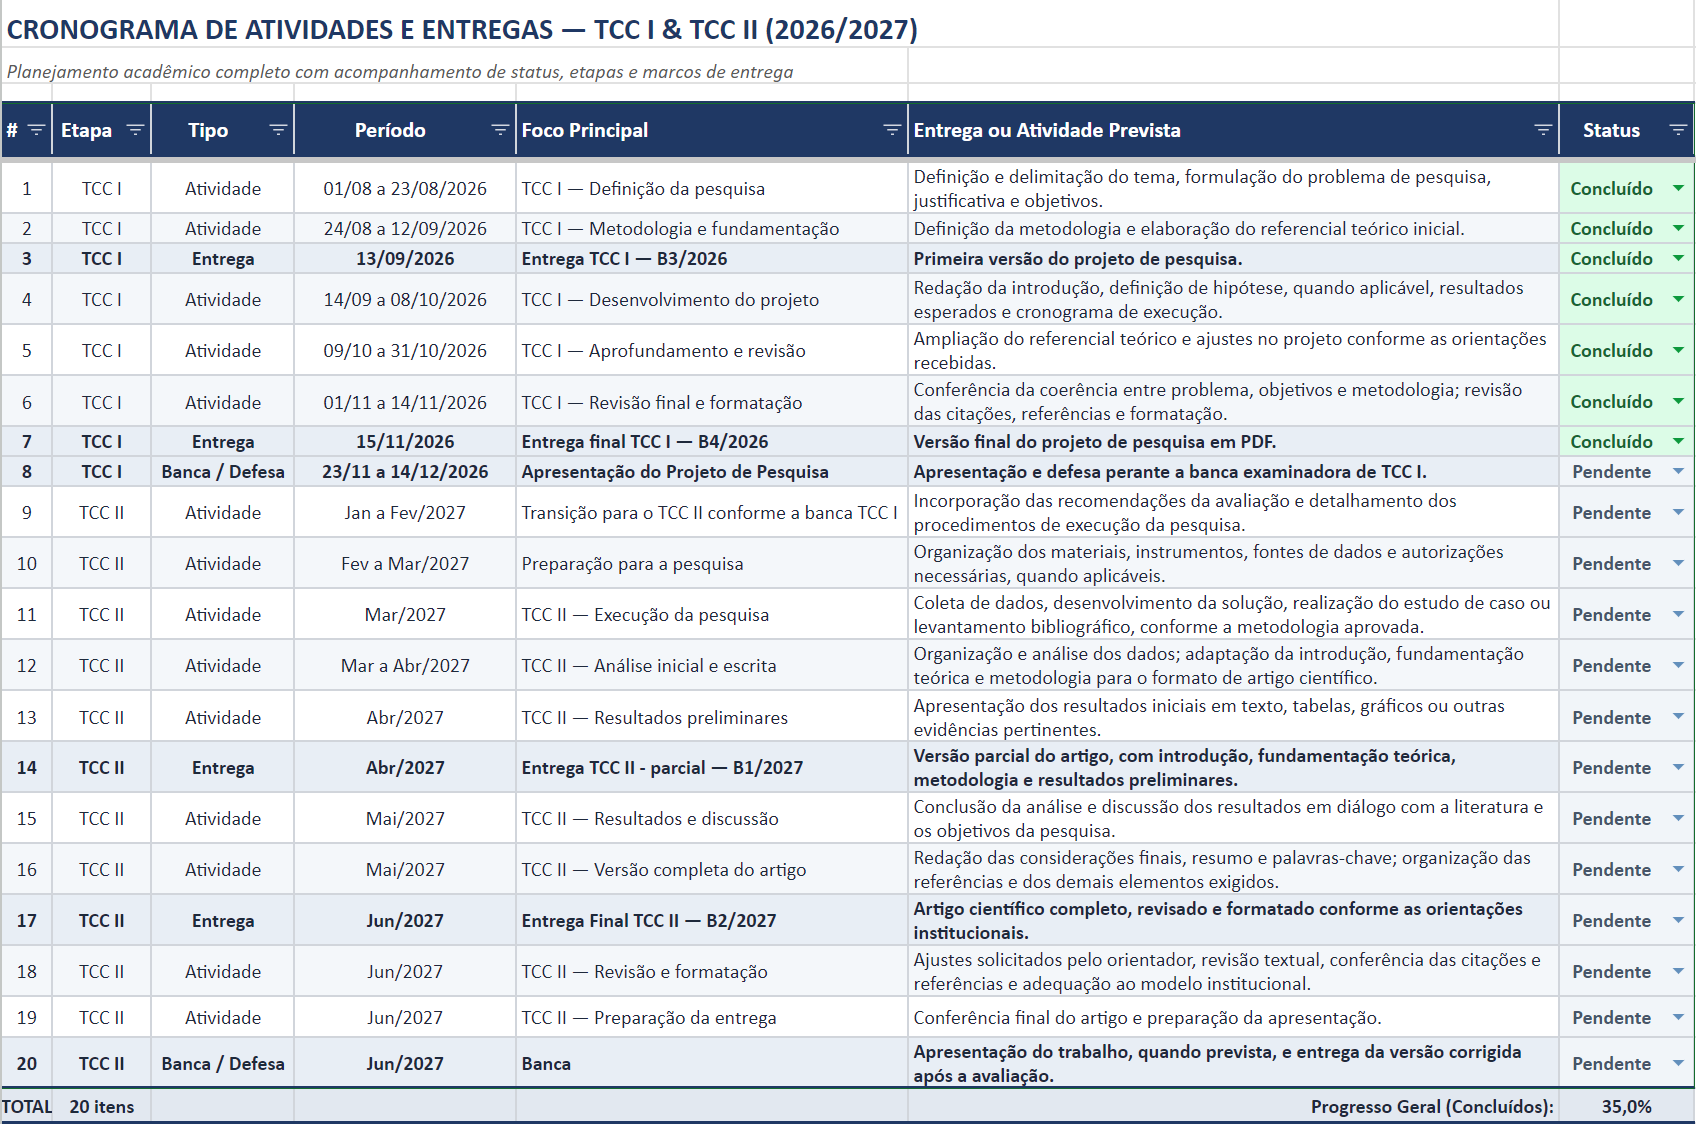 CRONOGRAMA DE ATIVIDADES E ENTREGAS — TCC I & TCC II (2026/2027)
Planejamento acadêmico completo com acompanhamento de status, etapas e marcos de entrega
# Etapa Tipo Período Foco Principal Entrega ou Atividade Prevista Status
1 TCC I Atividade 01/08 a 23/08/2026 TCC I — Definição da pesquisa Definição e delimitação do tema, formulação do problema de pesquisa,
justificativa e objetivos. Concluído
2 TCC I Atividade 24/08 a 12/09/2026 TCC I — Metodologia e fundamentação Definição da metodologia e elaboração do referencial teórico inicial. Concluído
3 TCC I Entrega 13/09/2026 Entrega TCC I — B3/2026 Primeira versão do projeto de pesquisa. Concluído
4 TCC I Atividade 14/09 a 08/10/2026 TCC I — Desenvolvimento do projeto Redação da introdução, definição de hipótese, quando aplicável, resultados
esperados e cronograma de execução. Concluído
5 TCC I Atividade 09/10 a 31/10/2026 TCC I — Aprofundamento e revisão Ampliação do referencial teórico e ajustes no projeto conforme as orientações
recebidas. Concluído
6 TCC I Atividade 01/11 a 14/11/2026 TCC I — Revisão final e formatação Conferência da coerência entre problema, objetivos e metodologia; revisão
das citações, referências e formatação. Concluído
7 TCC I Entrega 15/11/2026 Entrega final TCC I — B4/2026 Versão final do projeto de pesquisa em PDF. Concluído
8 TCC I Banca / Defesa 23/11 a 14/12/2026 Apresentação do Projeto de Pesquisa Apresentação e defesa perante a banca examinadora de TCC I. Pendente
9 TCC II Atividade Jan a Fev/2027 Transição para o TCC II conforme a banca TCC I Incorporação das recomendações da avaliação e detalhamento dos
procedimentos de execução da pesquisa. Pendente
10 TCC II Atividade Fev a Mar/2027 Preparação para a pesquisa Organização dos materiais, instrumentos, fontes de dados e autorizações
necessárias, quando aplicáveis. Pendente
11 TCC II Atividade Mar/2027 TCC II — Execução da pesquisa Coleta de dados, desenvolvimento da solução, realização do estudo de caso ou
levantamento bibliográfico, conforme a metodologia aprovada. Pendente
12 TCC II Atividade Mar a Abr/2027 TCC II — Análise inicial e escrita Organização e análise dos dados; adaptação da introdução, fundamentação
teórica e metodologia para o formato de artigo científico. Pendente
13 TCC II Atividade Abr/2027 TCC II — Resultados preliminares Apresentação dos resultados iniciais em texto, tabelas, gráficos ou outras
evidências pertinentes. Pendente
14 TCC II Entrega Abr/2027 Entrega TCC II - parcial — B1/2027 Versão parcial do artigo, com introdução, fundamentação teórica,
metodologia e resultados preliminares. Pendente
15 TCC II Atividade Mai/2027 TCC II — Resultados e discussão Conclusão da análise e discussão dos resultados em diálogo com a literatura e
os objetivos da pesquisa. Pendente
16 TCC II Atividade Mai/2027 TCC II — Versão completa do artigo Redação das considerações finais, resumo e palavras-chave; organização das
referências e dos demais elementos exigidos. Pendente
17 TCC II Entrega Jun/2027 Entrega Final TCC II — B2/2027 Artigo científico completo, revisado e formatado conforme as orientações
institucionais. Pendente
18 TCC II Atividade Jun/2027 TCC II — Revisão e formatação Ajustes solicitados pelo orientador, revisão textual, conferência das citações e
referências e adequação ao modelo institucional. Pendente
19 TCC II Atividade Jun/2027 TCC II — Preparação da entrega Conferência final do artigo e preparação da apresentação. Pendente
20 TCC II Banca / Defesa Jun/2027 Banca Apresentação do trabalho, quando prevista, e entrega da versão corrigida
após a avaliação. Pendente
TOTAL 20 itens Progresso Geral (Concluídos): 35,0%